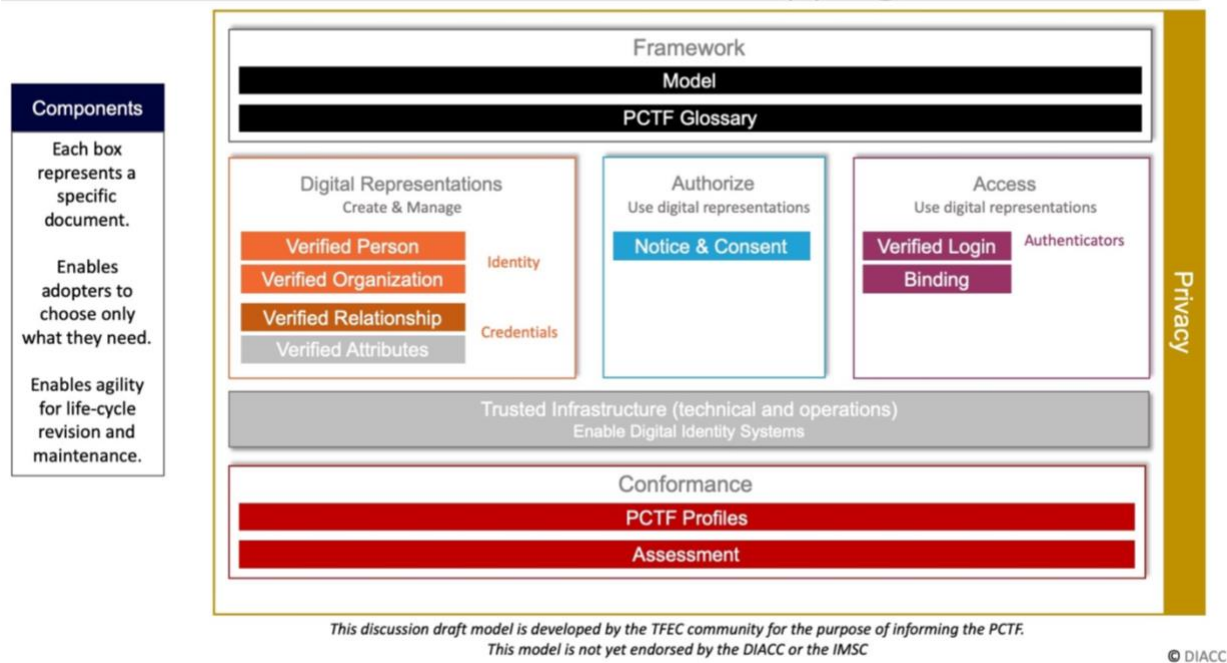 Components
Each box
represents a
specific
document.
Enables
adopters to
choose only
what they need.
Enables agility
for life-cycle
revision and
maintenance.
Framework
Model
PCTF Glossary
Digital Representations
Create & Manage
Verified Person
Verified Organization
Identity
Verified Relationship
Verified Attributes
Credentials
Authorize
Use digital representations
Notice & Consent
Access
Use digital representations
Verified Login
Authenticators
Binding
Privacy
Trusted Infrastructure (technical and operations)
Enable Digital Identity Systems
Conformance
PCTF Profiles
Assessment
This discussion draft model is developed by the TFEC community for the purpose of informing the PCTF.
This model is not yet endorsed by the DIACC or the IMSC
© DIACC